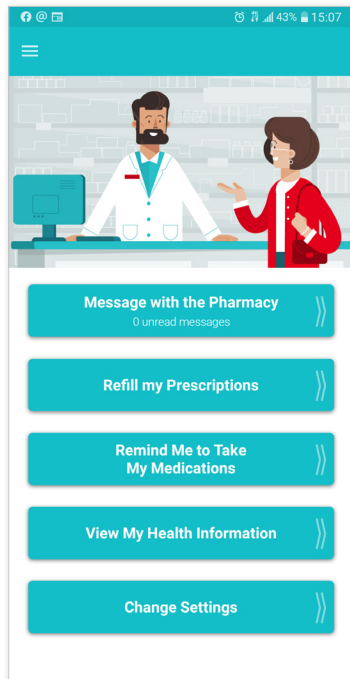 43% 15:07
Message with the Pharmacy
0 unread messages
Refill my Prescriptions
Remind Me to Take
My Medications
View My Health Information
Change Settings